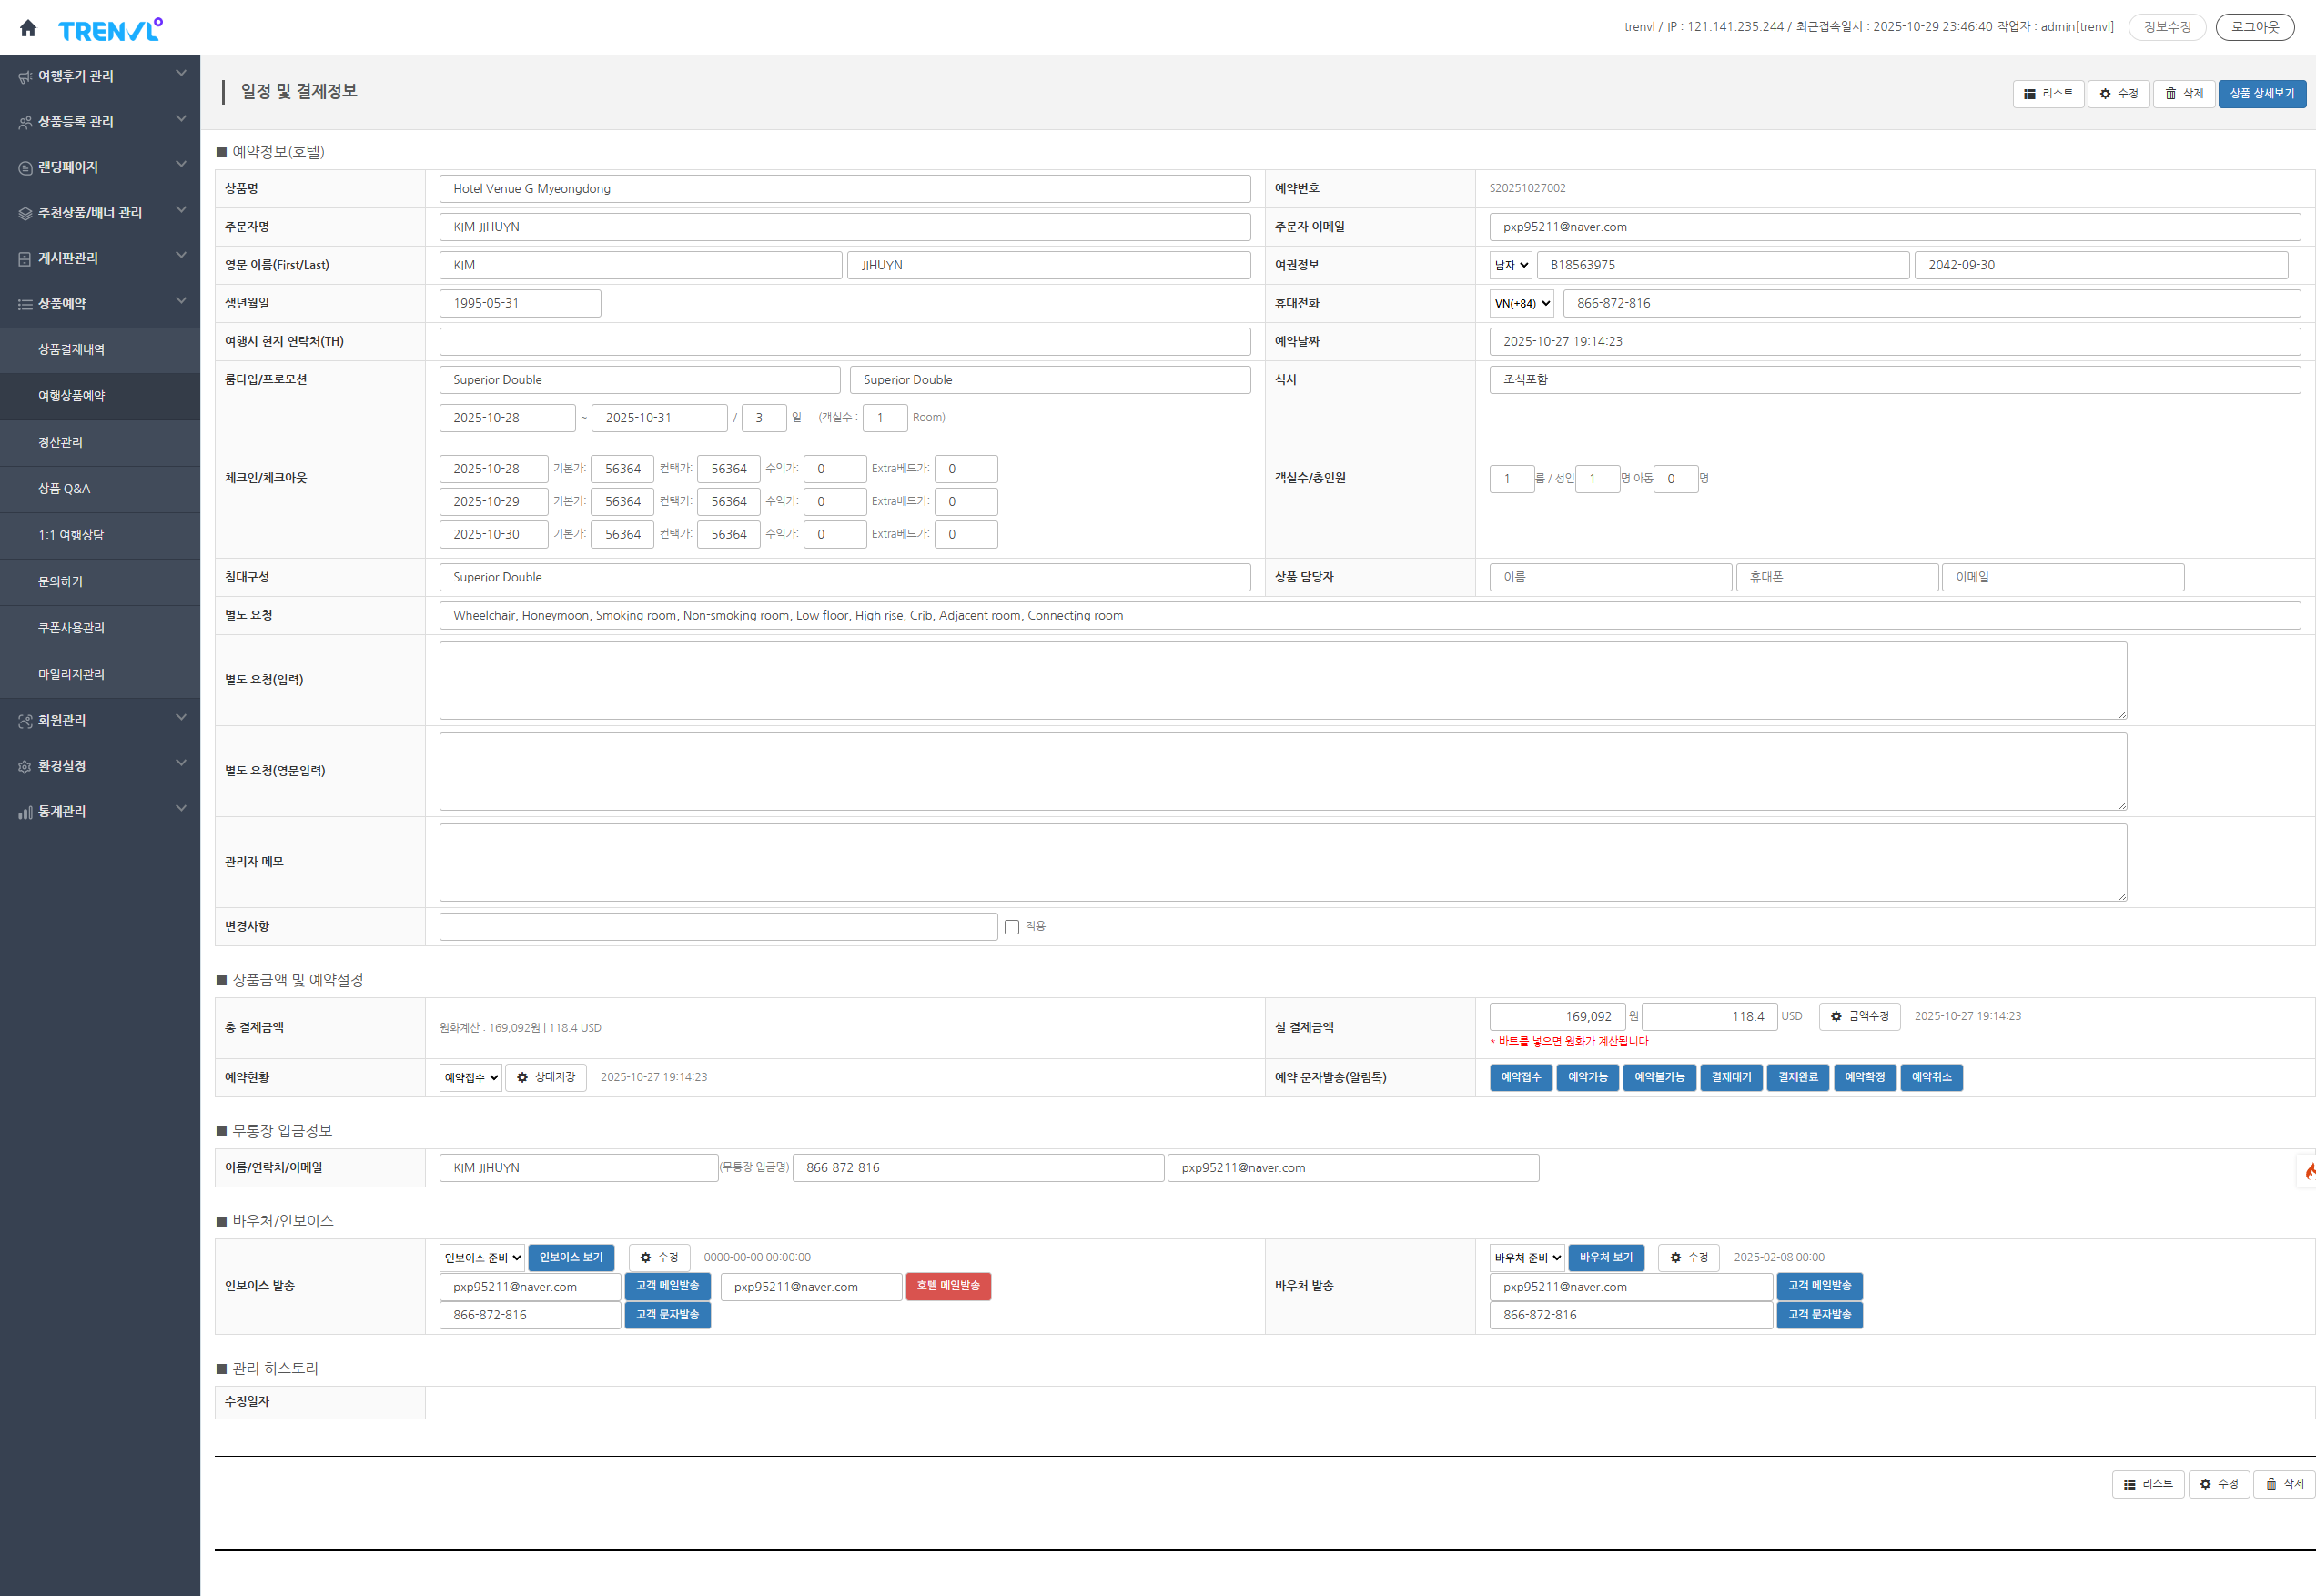 TRENVL
trenvl / IP : 121.141.235.244 / 최근접속일시 : 2025-10-29 23:46:40 작업자 : admin[trenvl] 정보수정 로그아웃
여행후기 관리
상품등록 관리
랜딩페이지
추천상품/배너 관리
게시판관리
상품예약
상품결제내역
여행상품예약
정산관리
상품 Q&A
1:1 여행상담
문의하기
쿠폰사용관리
마일리지관리
회원관리
환경설정
통계관리
일정 및 결제정보
리스트 수정 삭제 상품 상세보기
■ 예약정보(호텔)
상품명 Hotel Venue G Myeongdong 예약번호 S20251027002
주문자명 KIM JIHUYN 주문자 이메일 pxp95211@naver.com
영문 이름(First/Last) KIM JIHUYN 여권정보 남자 B18563975 2042-09-30
생년월일 1995-05-31 휴대전화 VN(+84) 866-872-816
여행시 현지 연락처(TH) 예약날짜 2025-10-27 19:14:23
룸타입/프로모션 Superior Double Superior Double 식사 조식포함
체크인/체크아웃
2025-10-28 ~ 2025-10-31 / 3 일 (객실수 : 1 Room)
2025-10-28 기본가: 56364 컨택가: 56364 수익가: 0 Extra베드가: 0
2025-10-29 기본가: 56364 컨택가: 56364 수익가: 0 Extra베드가: 0
2025-10-30 기본가: 56364 컨택가: 56364 수익가: 0 Extra베드가: 0
객실수/총인원 1 룸 / 성인 1 명 아동 0 명
침대구성 Superior Double 상품 담당자 이름 휴대폰 이메일
별도 요청 Wheelchair, Honeymoon, Smoking room, Non-smoking room, Low floor, High rise, Crib, Adjacent room, Connecting room
별도 요청(입력)
별도 요청(영문입력)
관리자 메모
변경사항 적용
■ 상품금액 및 예약설정
총 결제금액 원화계산 : 169,092원 | 118.4 USD 실 결제금액 169,092 원 118.4 USD 금액수정 2025-10-27 19:14:23
* 바트를 넣으면 원화가 계산됩니다.
예약현황 예약접수 상태저장 2025-10-27 19:14:23 예약 문자발송(알림톡) 예약접수 예약가능 예약불가능 결제대기 결제완료 예약확정 예약취소
■ 무통장 입금정보
이름/연락처/이메일 KIM JIHUYN (무통장 입금명) 866-872-816 pxp95211@naver.com
■ 바우처/인보이스
인보이스 발송
인보이스 준비 인보이스 보기 수정 0000-00-00 00:00:00
pxp95211@naver.com 고객 메일발송 pxp95211@naver.com 호텔 메일발송
866-872-816 고객 문자발송
바우처 발송
바우처 준비 바우처 보기 수정 2025-02-08 00:00
pxp95211@naver.com 고객 메일발송
866-872-816 고객 문자발송
■ 관리 히스토리
수정일자
리스트 수정 삭제